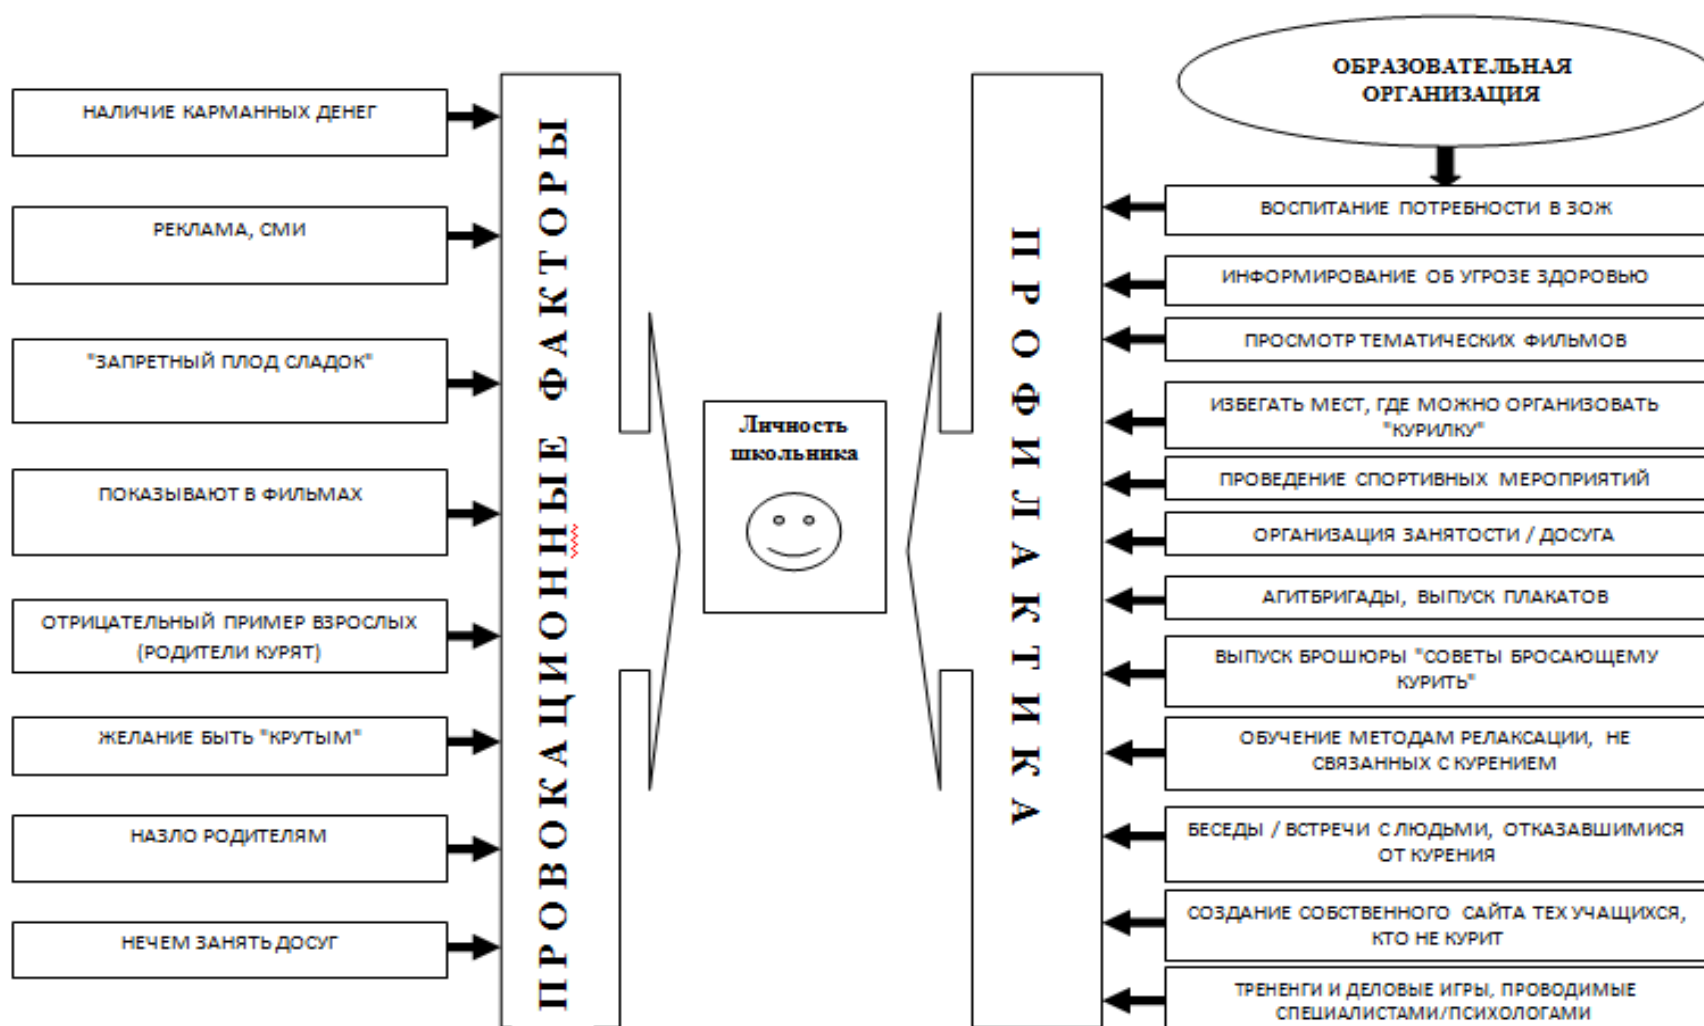 НАЛИЧИЕ КАРМАННЫХ ДЕНЕГ
РЕКЛАМА, СМИ
"ЗАПРЕТНЫЙ ПЛОД СЛАДОК"
ПОКАЗЫВАЮТ В ФИЛЬМАХ
ОТРИЦАТЕЛЬНЫЙ ПРИМЕР ВЗРОСЛЫХ
(РОДИТЕЛИ КУРЯТ)
ЖЕЛАНИЕ БЫТЬ "КРУТЫМ"
НАЗЛО РОДИТЕЛЯМ
НЕЧЕМ ЗАНЯТЬ ДОСУГ
ПРОВОКАЦИОННЫЕ ФАКТОРЫ
Личность
школьника
ПРОФИЛАКТИКА
ОБРАЗОВАТЕЛЬНАЯ
ОРГАНИЗАЦИЯ
ВОСПИТАНИЕ ПОТРЕБНОСТИ В ЗОЖ
ИНФОРМИРОВАНИЕ ОБ УГРОЗЕ ЗДОРОВЬЮ
ПРОСМОТР ТЕМАТИЧЕСКИХ ФИЛЬМОВ
ИЗБЕГАТЬ МЕСТ, ГДЕ МОЖНО ОРГАНИЗОВАТЬ
"КУРИЛКУ"
ПРОВЕДЕНИЕ СПОРТИВНЫХ МЕРОПРИЯТИЙ
ОРГАНИЗАЦИЯ ЗАНЯТОСТИ / ДОСУГА
АГИТБРИГАДЫ, ВЫПУСК ПЛАКАТОВ
ВЫПУСК БРОШЮРЫ "СОВЕТЫ БРОСАЮЩЕМУ
КУРИТЬ"
ОБУЧЕНИЕ МЕТОДАМ РЕЛАКСАЦИИ, НЕ
СВЯЗАННЫХ С КУРЕНИЕМ
БЕСЕДЫ / ВСТРЕЧИ С ЛЮДЬМИ, ОТКАЗАВШИМИСЯ
ОТ КУРЕНИЯ
СОЗДАНИЕ СОБСТВЕННОГО САЙТА ТЕХ УЧАЩИХСЯ,
КТО НЕ КУРИТ
ТРЕНЕНГИ И ДЕЛОВЫЕ ИГРЫ, ПРОВОДИМЫЕ
СПЕЦИАЛИСТАМИ/ПСИХОЛОГАМИ